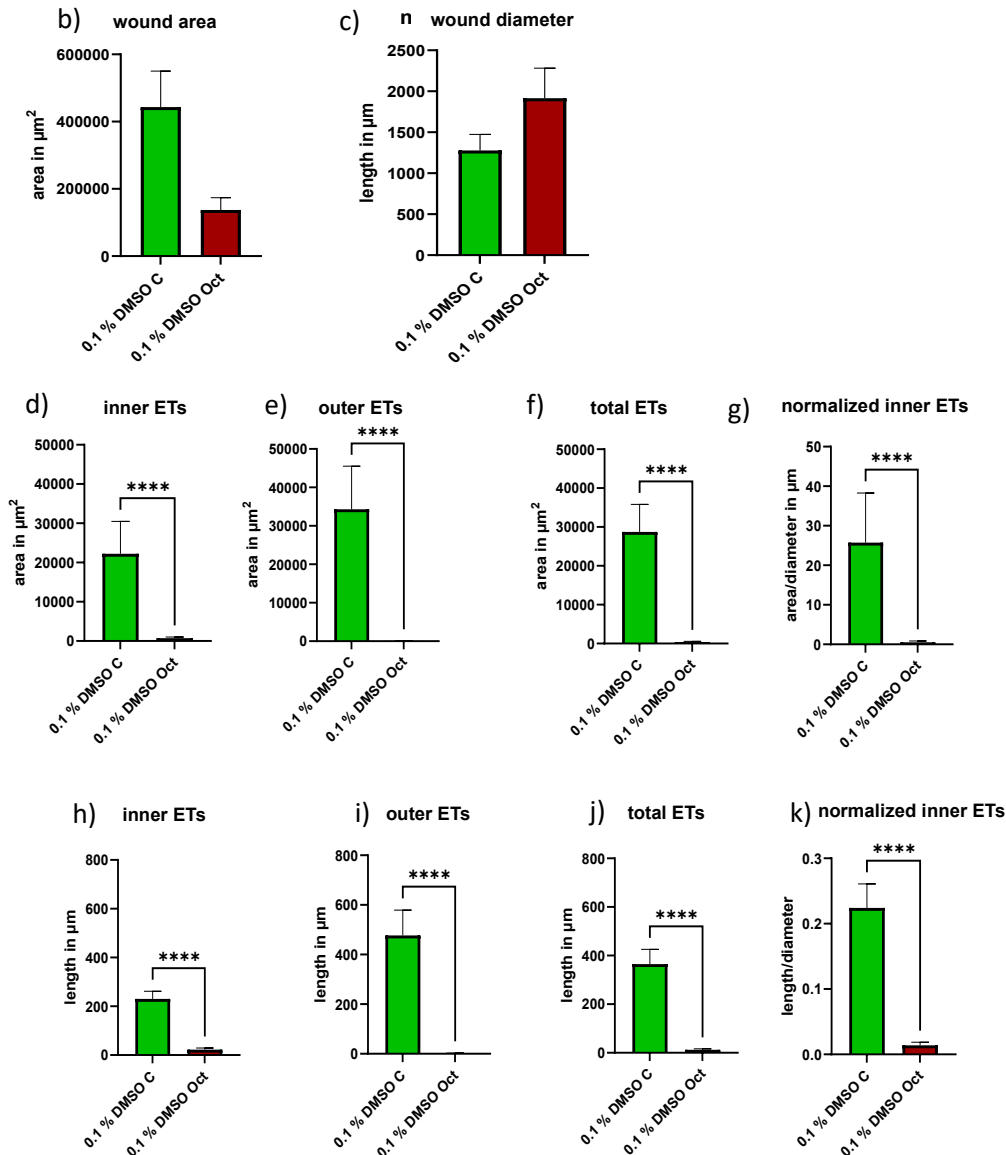 b) wound area
c) n wound diameter
600000
400000
200000
0
area in µm²
0.1 % DMSO C
0.1 % DMSO Oct
2500
2000
1500
1000
500
0
length in µm
0.1 % DMSO C
0.1 % DMSO Oct
d) inner ETs
e) outer ETs
f) total ETs
g) normalized inner ETs
50000
40000
30000
20000
10000
0
area in µm²
****
0.1 % DMSO C
0.1 % DMSO Oct
50000
40000
30000
20000
10000
0
area in µm²
****
0.1 % DMSO C
0.1 % DMSO Oct
50000
40000
30000
20000
10000
0
area in µm²
****
0.1 % DMSO C
0.1 % DMSO Oct
50
40
30
20
10
0
area/diameter in µm
****
0.1 % DMSO C
0.1 % DMSO Oct
h) inner ETs
i) outer ETs
j) total ETs
k) normalized inner ETs
800
600
400
200
0
length in µm
****
0.1 % DMSO C
0.1 % DMSO Oct
800
600
400
200
0
length in µm
****
0.1 % DMSO C
0.1 % DMSO Oct
800
600
400
200
0
length in µm
****
0.1 % DMSO C
0.1 % DMSO Oct
0.3
0.2
0.1
0.0
length/diameter
****
0.1 % DMSO C
0.1 % DMSO Oct